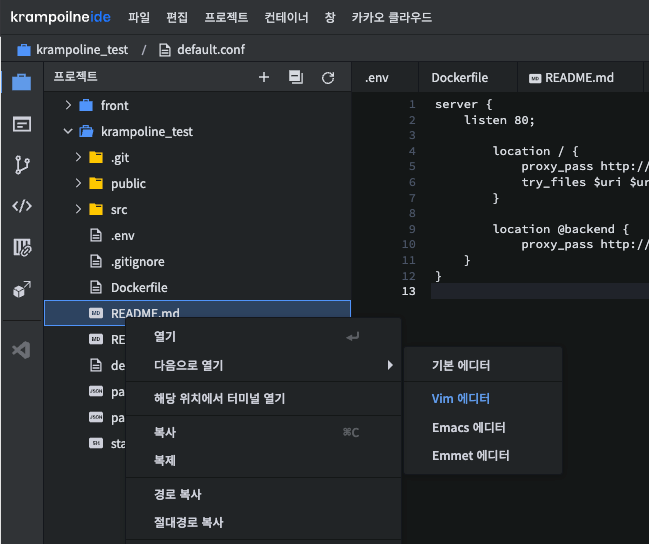 krampoilneide 파일 편집 프로젝트 컨테이너 창 카카오 클라우드
krampoline_test / default.conf
프로젝트
.env Dockerfile README.md
front
krampoline_test
.git
public
src
.env
.gitignore
Dockerfile
README.md
RE
de
pa
pa
sta
1 server {
2 listen 80;
3
4 location / {
5 proxy_pass http://
6 try_files $uri $ur
7 }
8
9 location @backend {
10 proxy_pass http://
11 }
12 }
13
열기
다음으로 열기
해당 위치에서 터미널 열기
복사 ⌘C
복제
경로 복사
절대경로 복사
기본 에디터
Vim 에디터
Emacs 에디터
Emmet 에디터